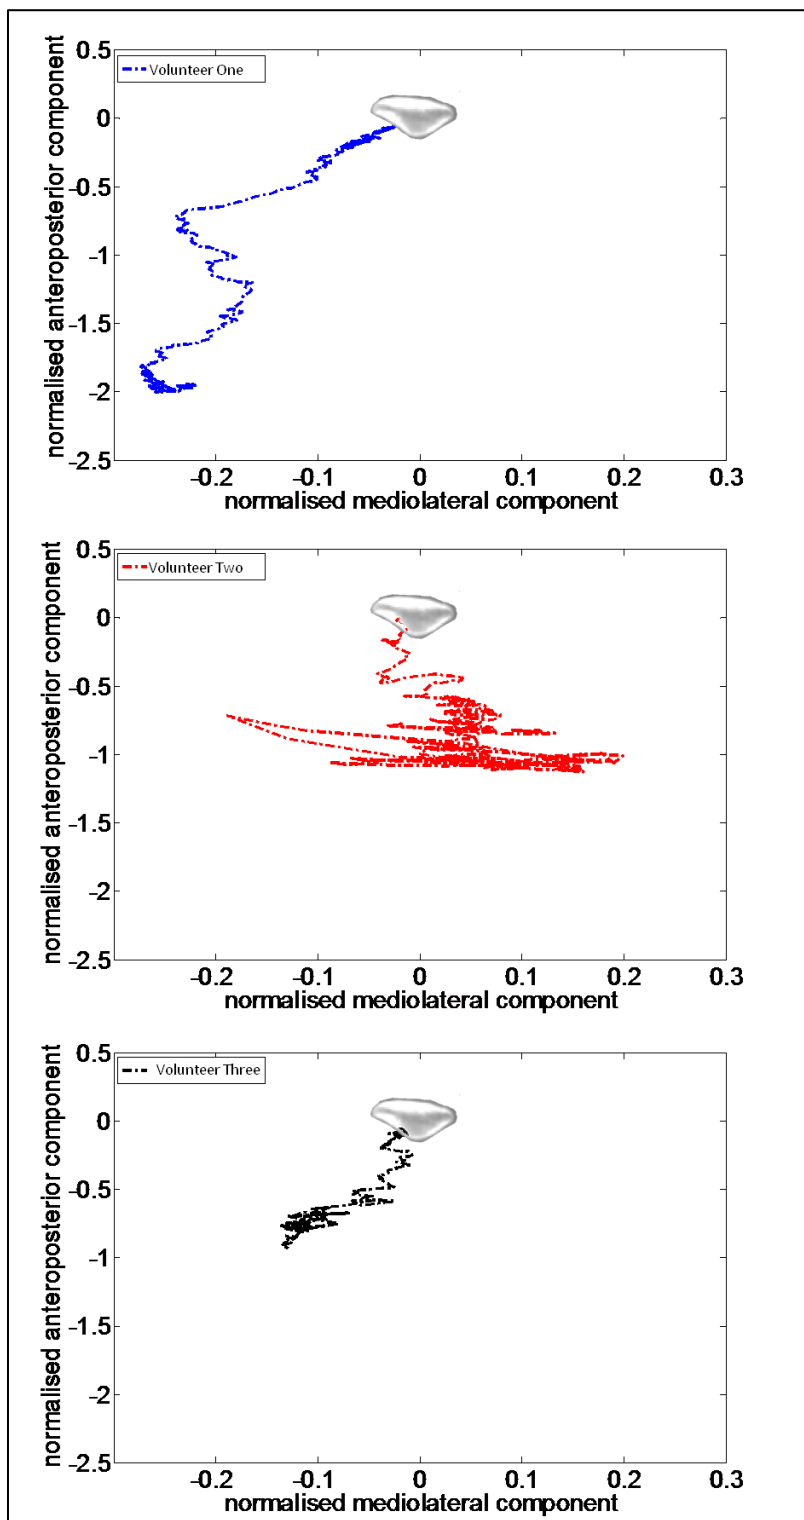 normalised anteroposterior component
0.5
0
−0.5
−1
−1.5
−2
−2.5
Volunteer One
−0.2 −0.1 0 0.1 0.2 0.3
normalised mediolateral component
normalised anteroposterior component
0.5
0
−0.5
−1
−1.5
−2
−2.5
Volunteer Two
−0.2 −0.1 0 0.1 0.2 0.3
normalised mediolateral component
normalised anteroposterior component
0.5
0
−0.5
−1
−1.5
−2
−2.5
Volunteer Three
−0.2 −0.1 0 0.1 0.2 0.3
normalised mediolateral component